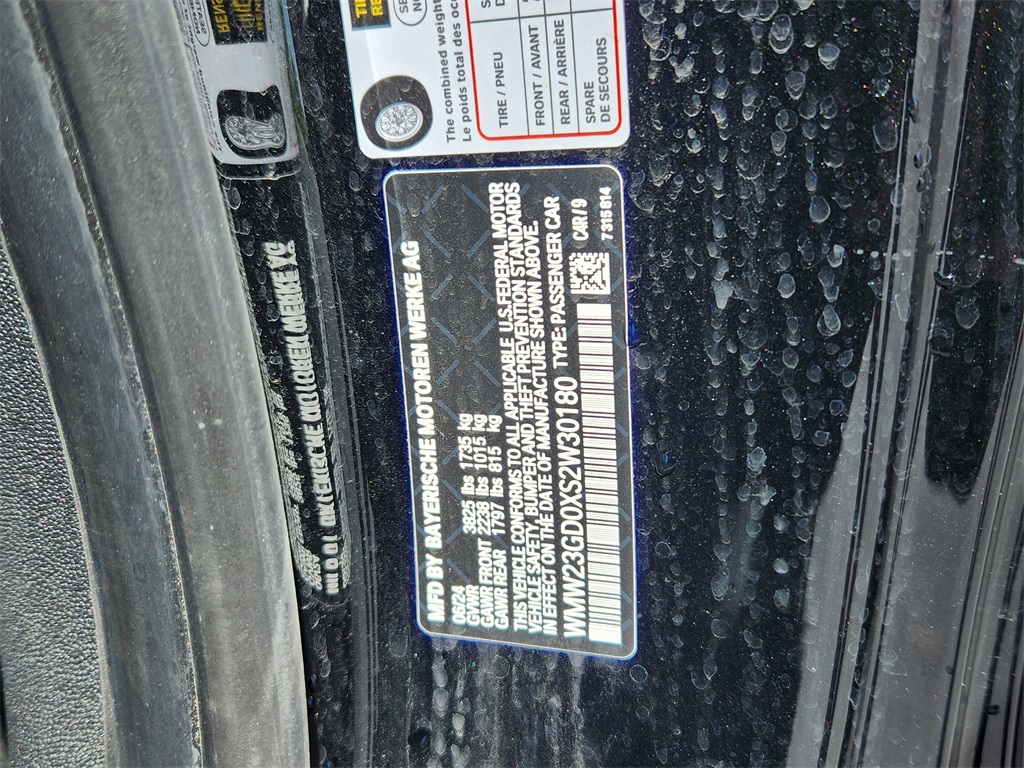 MFD BY BAYERISCHE MOTOREN WERKE AG
06/24
GVWR 3825 lbs 1735 kg
GAWR FRONT 2238 lbs 1015 kg
GAWR REAR 1797 lbs 815 kg
THIS VEHICLE CONFORMS TO ALL APPLICABLE U.S.FEDERAL MOTOR
VEHICLE SAFETY, BUMPER AND THEFT PREVENTION STANDARDS
IN EFFECT ON THE DATE OF MANUFACTURE SHOWN ABOVE.
WMW23GD0XS2W30180 TYPE: PASSENGER CAR
C4R/9
7315814
The combined weight
Le poids total des
TIRE / PNEU
FRONT / AVANT
REAR / ARRIÈRE
SPARE
DE SECOURS